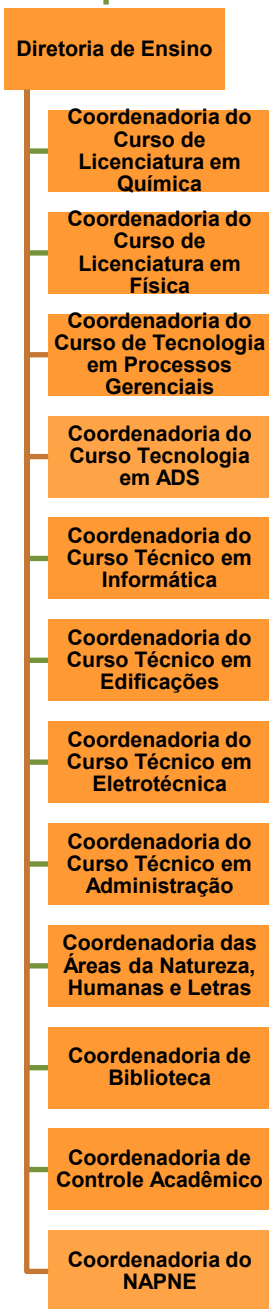 Diretoria de Ensino
Coordenadoria do
Curso de
Licenciatura em
Química
Coordenadoria do
Curso de
Licenciatura em
Física
Coordenadoria do
Curso de Tecnologia
em Processos
Gerenciais
Coordenadoria do
Curso Tecnologia
em ADS
Coordenadoria do
Curso Técnico em
Informática
Coordenadoria do
Curso Técnico em
Edificações
Coordenadoria do
Curso Técnico em
Eletrotécnica
Coordenadoria do
Curso Técnico em
Administração
Coordenadoria das
Áreas da Natureza,
Humanas e Letras
Coordenadoria de
Biblioteca
Coordenadoria de
Controle Acadêmico
Coordenadoria do
NAPNE